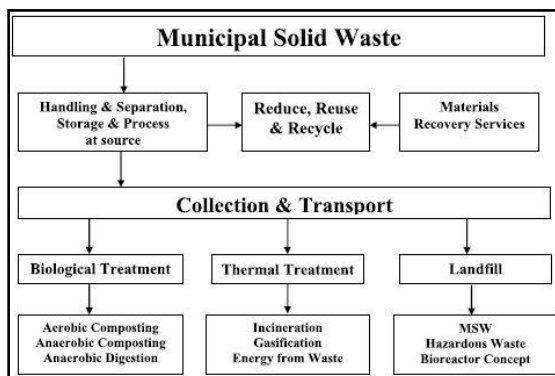 Municipal Solid Waste
Handling & Separation,
Storage & Process
at source
Reduce, Reuse
& Recycle
Materials
Recovery Services
Collection & Transport
Biological Treatment
Thermal Treatment
Landfill
Aerobic Composting
Anaerobic Composting
Anaerobic Digestion
Incineration
Gasification
Energy from Waste
MSW
Hazardous Waste
Bioreactor Concept